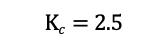 K𝑐 = 2.5